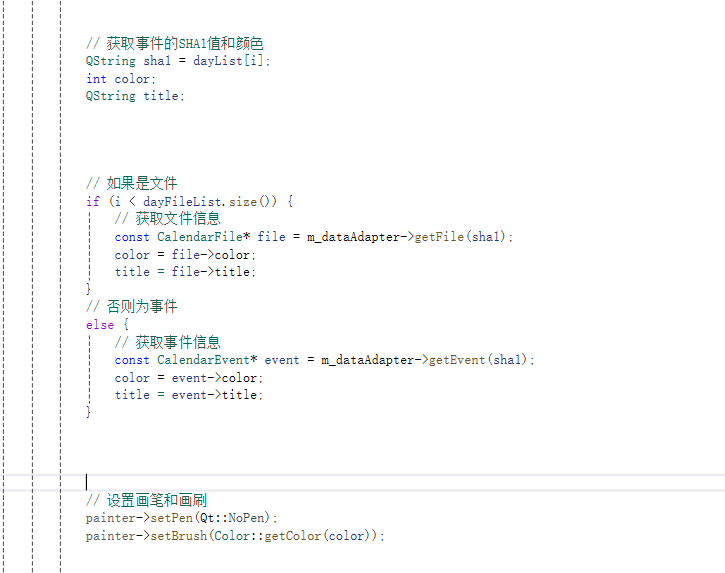 // 获取事件的SHA1值和颜色
QString sha1 = dayList[i];
int color;
QString title;
// 如果是文件
if (i < dayFileList.size()) {
// 获取文件信息
const CalendarFile* file = m_dataAdapter->getFile(sha1);
color = file->color;
title = file->title;
}
// 否则为事件
else {
// 获取事件信息
const CalendarEvent* event = m_dataAdapter->getEvent(sha1);
color = event->color;
title = event->title;
}
// 设置画笔和画刷
painter->setPen(Qt::NoPen);
painter->setBrush(Color::getColor(color));